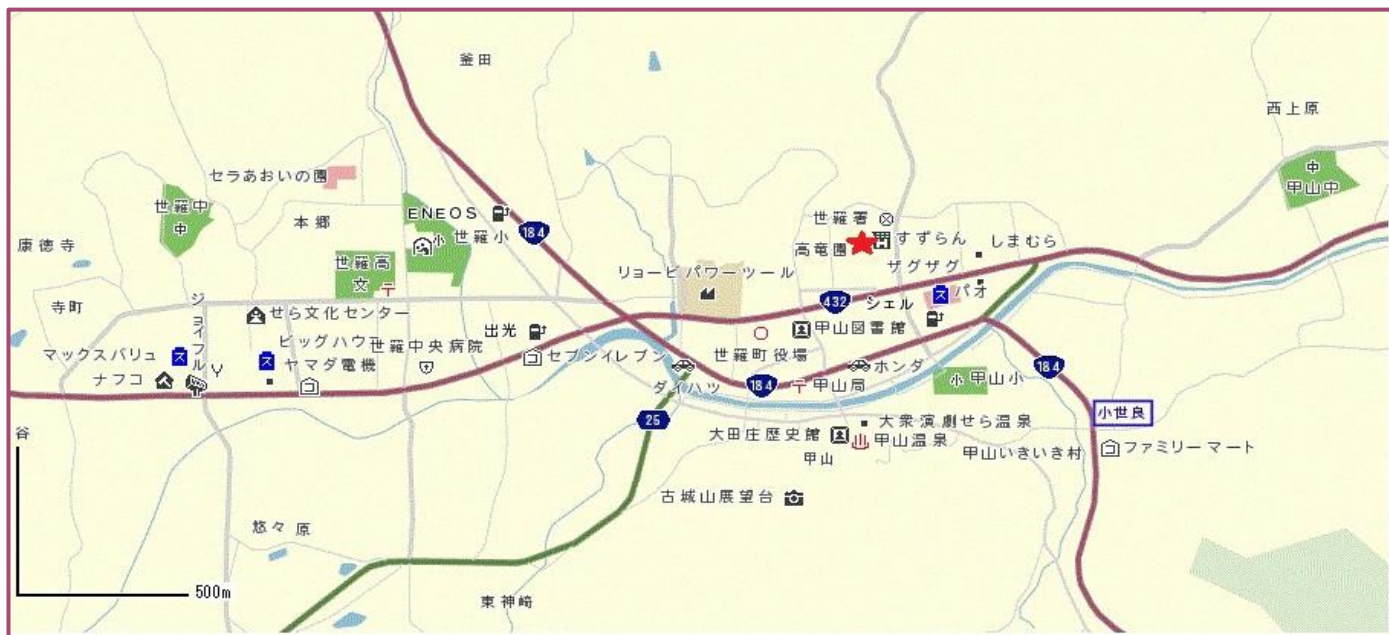 釜田
西上原
セラあおいの園
中
甲山中
世羅中
中
本郷
ENEOS
小
世羅小
184
世羅署
高竜園
すずらん
しまむら
康徳寺
世羅高
文
リョービパワーツール
ザグザグ
寺町
ジョイフル
せら文化センター
432
シェル
パオ
出光
甲山図書館
マックスバリュ
ビッグハウ
世羅中央病院
セブンイレブン
世羅町役場
ホンダ
ナフコ
ヤマダ電機
ダイハツ
184
甲山局
小
甲山小
184
谷
25
大田庄歴史館
大衆演劇せら温泉
甲山温泉
小世良
甲山
甲山いきいき村
ファミリーマート
古城山展望台
悠々原
500m
東神崎